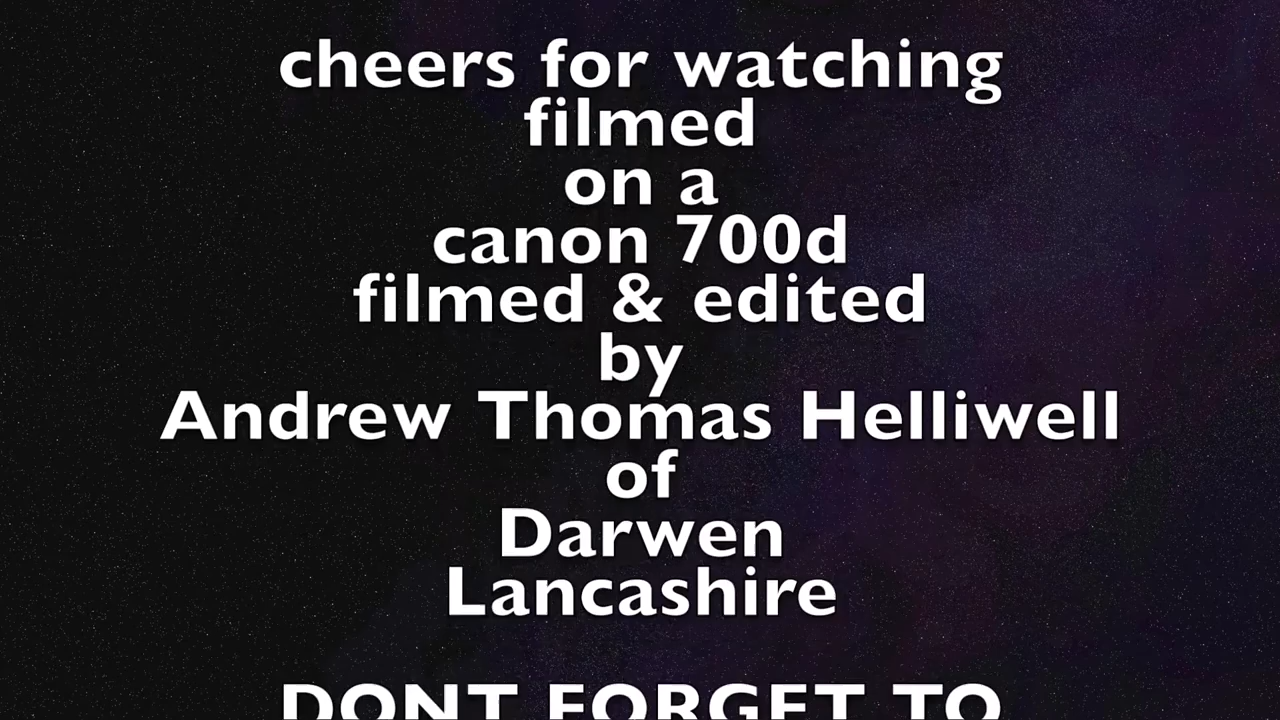 cheers for watching
filmed
on a
canon 700d
filmed & edited
by
Andrew Thomas Helliwell
of
Darwen
Lancashire
DONT FORGET TO